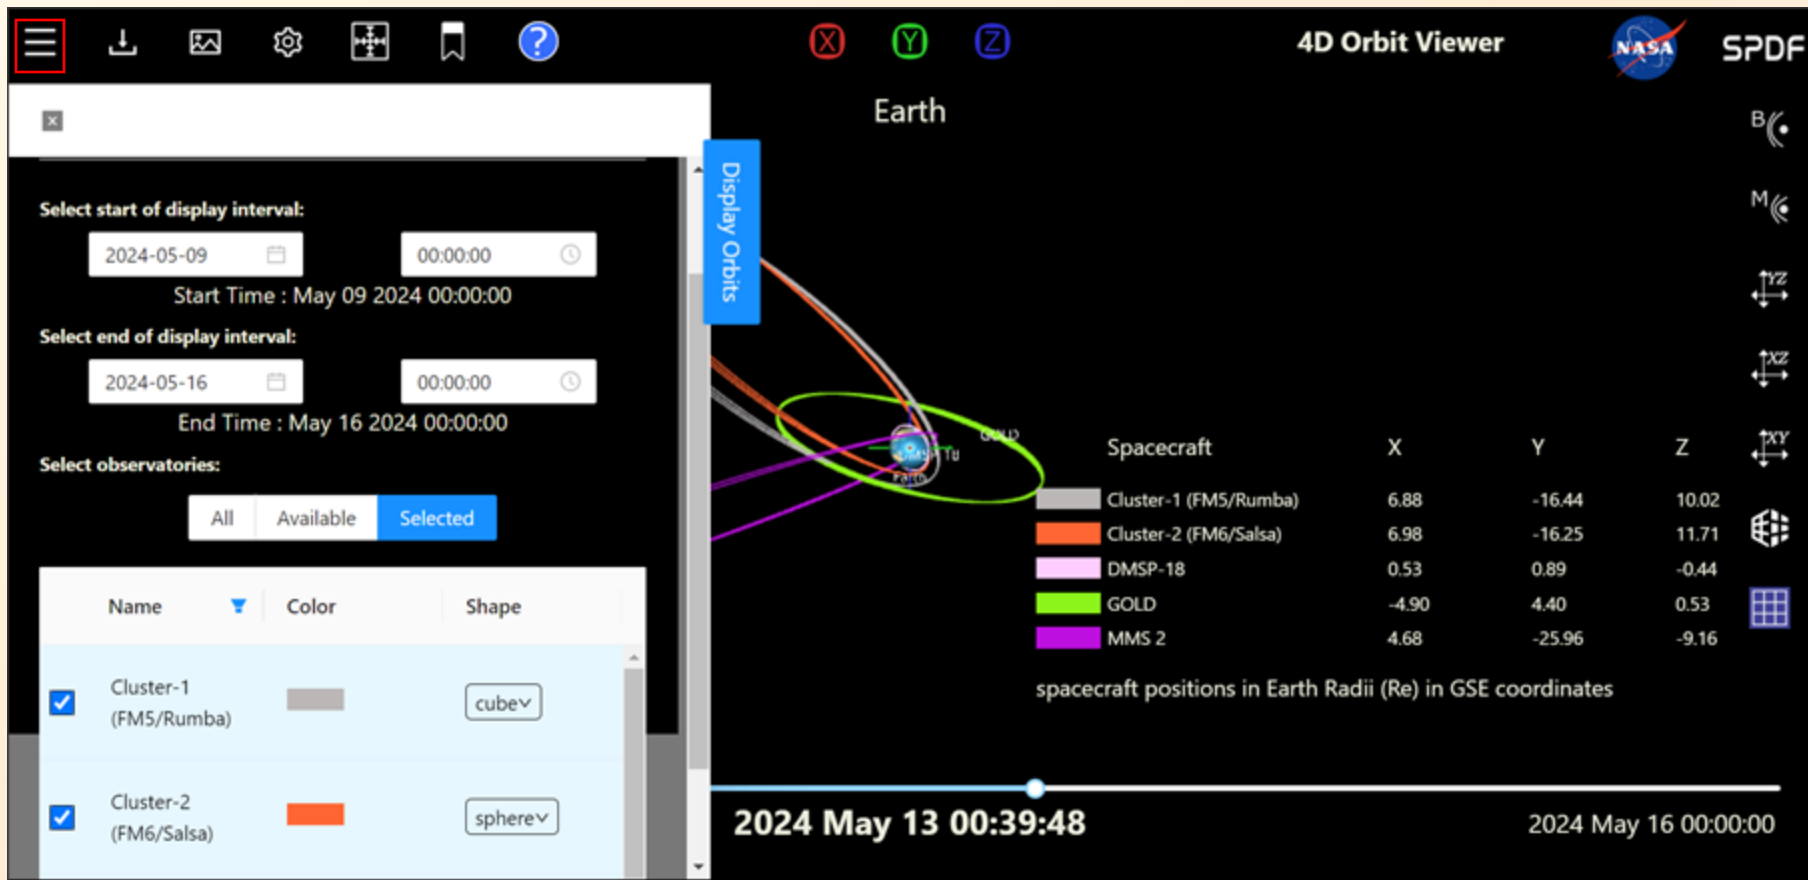 ?
X Y Z
4D Orbit Viewer
NASA
SPDF
x
Earth
Display Orbits
Select start of display interval:
2024-05-09 00:00:00
Start Time : May 09 2024 00:00:00
Select end of display interval:
2024-05-16 00:00:00
End Time : May 16 2024 00:00:00
Select observatories:
All Available Selected
Name Color Shape
Cluster-1
(FM5/Rumba)
cube
Cluster-2
(FM6/Salsa)
sphere
GOLD
Earth
Spacecraft X Y Z
Cluster-1 (FM5/Rumba) 6.88 -16.44 10.02
Cluster-2 (FM6/Salsa) 6.98 -16.25 11.71
DMSP-18 0.53 0.89 -0.44
GOLD -4.90 4.40 0.53
MMS 2 4.68 -25.96 -9.16
spacecraft positions in Earth Radii (Re) in GSE coordinates
B
M
YZ
XZ
XY
2024 May 13 00:39:48
2024 May 16 00:00:00